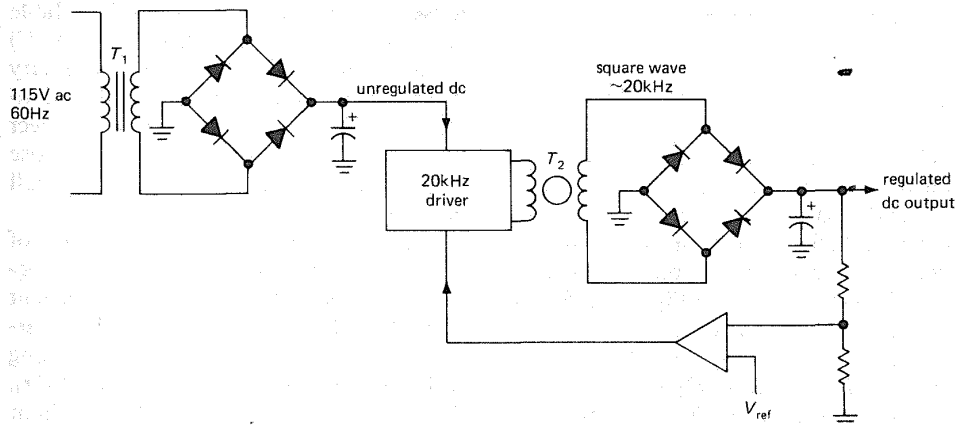 T1
115V ac
60Hz
unregulated dc
square wave
~20kHz
20kHz
driver
T2
regulated
dc output
+
+
Vref